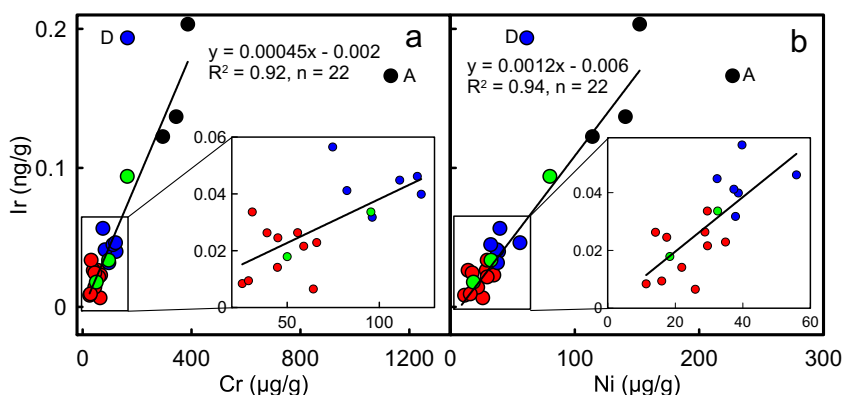 0.2
D
a
y = 0.00045x - 0.002
R² = 0.92, n = 22
A
0.1
0
Ir (ng/g)
0.06
0.04
0.02
0
50
100
0
400
800
1200
Cr (µg/g)
D
b
y = 0.0012x - 0.006
R² = 0.94, n = 22
A
0.04
0.02
0
0
20
40
60
0
100
200
300
Ni (µg/g)